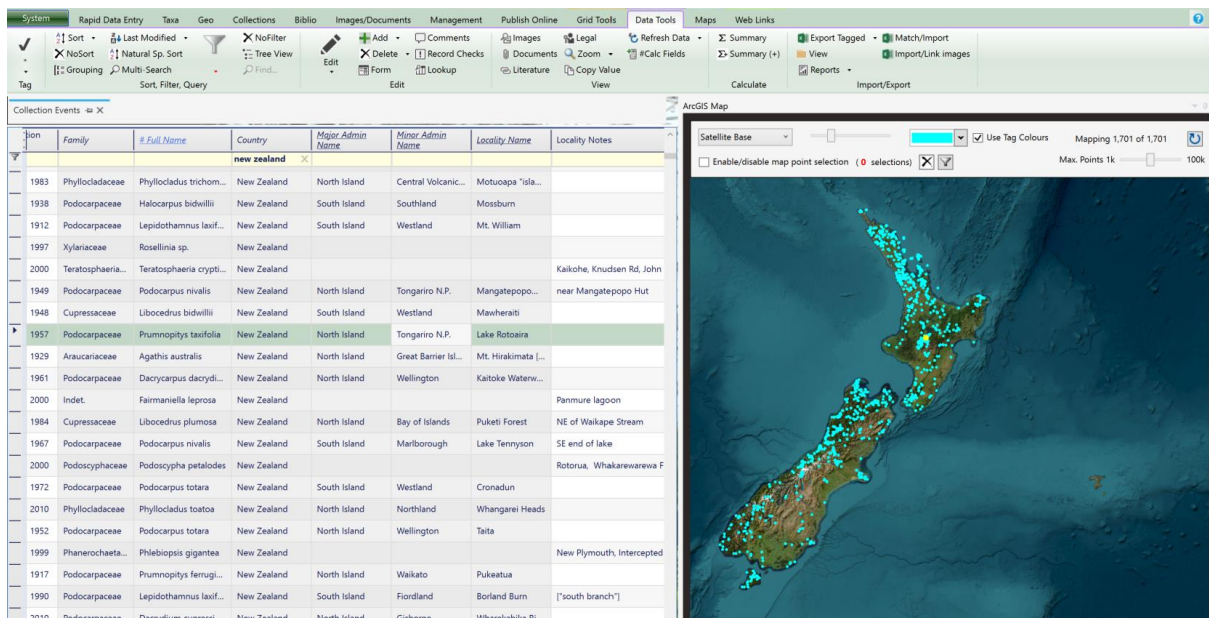 System Rapid Data Entry Taxa Geo Collections Biblio Images/Documents Management Publish Online Grid Tools Data Tools Maps Web Links
Sort Last Modified NoFilter Add Comments Images Legal Refresh Data Σ Summary Export Tagged Match/Import
NoSort Natural Sp. Sort Tree View Edit Delete Record Checks Documents Zoom #Calc Fields Σ+ Summary (+) View Import/Link images
Grouping Multi-Search Find... Form Lookup Literature Copy Value Reports
Tag Sort, Filter, Query Edit View Calculate Import/Export
Collection Events ArcGIS Map
tion Family # Full Name Country Major Admin Name Minor Admin Name Locality Name Locality Notes
new zealand
Satellite Base Use Tag Colours Mapping 1,701 of 1,701
Enable/disable map point selection ( 0 selections) Max. Points 1k 100k
1983 Phyllocladaceae Phyllocladus trichom... New Zealand North Island Central Volcanic... Motuoapa "isla...
1938 Podocarpaceae Halocarpus bidwillii New Zealand South Island Southland Mossburn
1912 Podocarpaceae Lepidothamnus laxif... New Zealand South Island Westland Mt. William
1997 Xylariaceae Rosellinia sp. New Zealand
2000 Teratosphaeria... Teratosphaeria crypti... New Zealand Kaikohe, Knudsen Rd, John
1949 Podocarpaceae Podocarpus nivalis New Zealand North Island Tongariro N.P. Mangatepopo... near Mangatepopo Hut
1948 Cupressaceae Libocedrus bidwillii New Zealand South Island Westland Mawheraiti
1957 Podocarpaceae Prumnopitys taxifolia New Zealand North Island Tongariro N.P. Lake Rotoaira
1929 Araucariaceae Agathis australis New Zealand North Island Great Barrier Isl... Mt. Hirakimata [...
1961 Podocarpaceae Dacrycarpus dacrydi... New Zealand North Island Wellington Kaitoke Waterw...
2000 Indet. Fairmaniella leprosa New Zealand Panmure lagoon
1984 Cupressaceae Libocedrus plumosa New Zealand North Island Bay of Islands Puketi Forest NE of Waikape Stream
1967 Podocarpaceae Podocarpus nivalis New Zealand South Island Marlborough Lake Tennyson SE end of lake
2000 Podoscyphaceae Podoscypha petalodes New Zealand Rotorua, Whakarewarewa F
1972 Podocarpaceae Podocarpus totara New Zealand South Island Westland Cronadun
2010 Phyllocladaceae Phyllocladus toatoa New Zealand North Island Northland Whangarei Heads
1952 Podocarpaceae Podocarpus totara New Zealand North Island Wellington Taita
1999 Phanerochaeta... Phlebiopsis gigantea New Zealand New Plymouth, Intercepted
1917 Podocarpaceae Prumnopitys ferrugi... New Zealand North Island Waikato Pukeatua
1990 Podocarpaceae Lepidothamnus laxif... New Zealand South Island Fiordland Borland Burn ["south branch"]